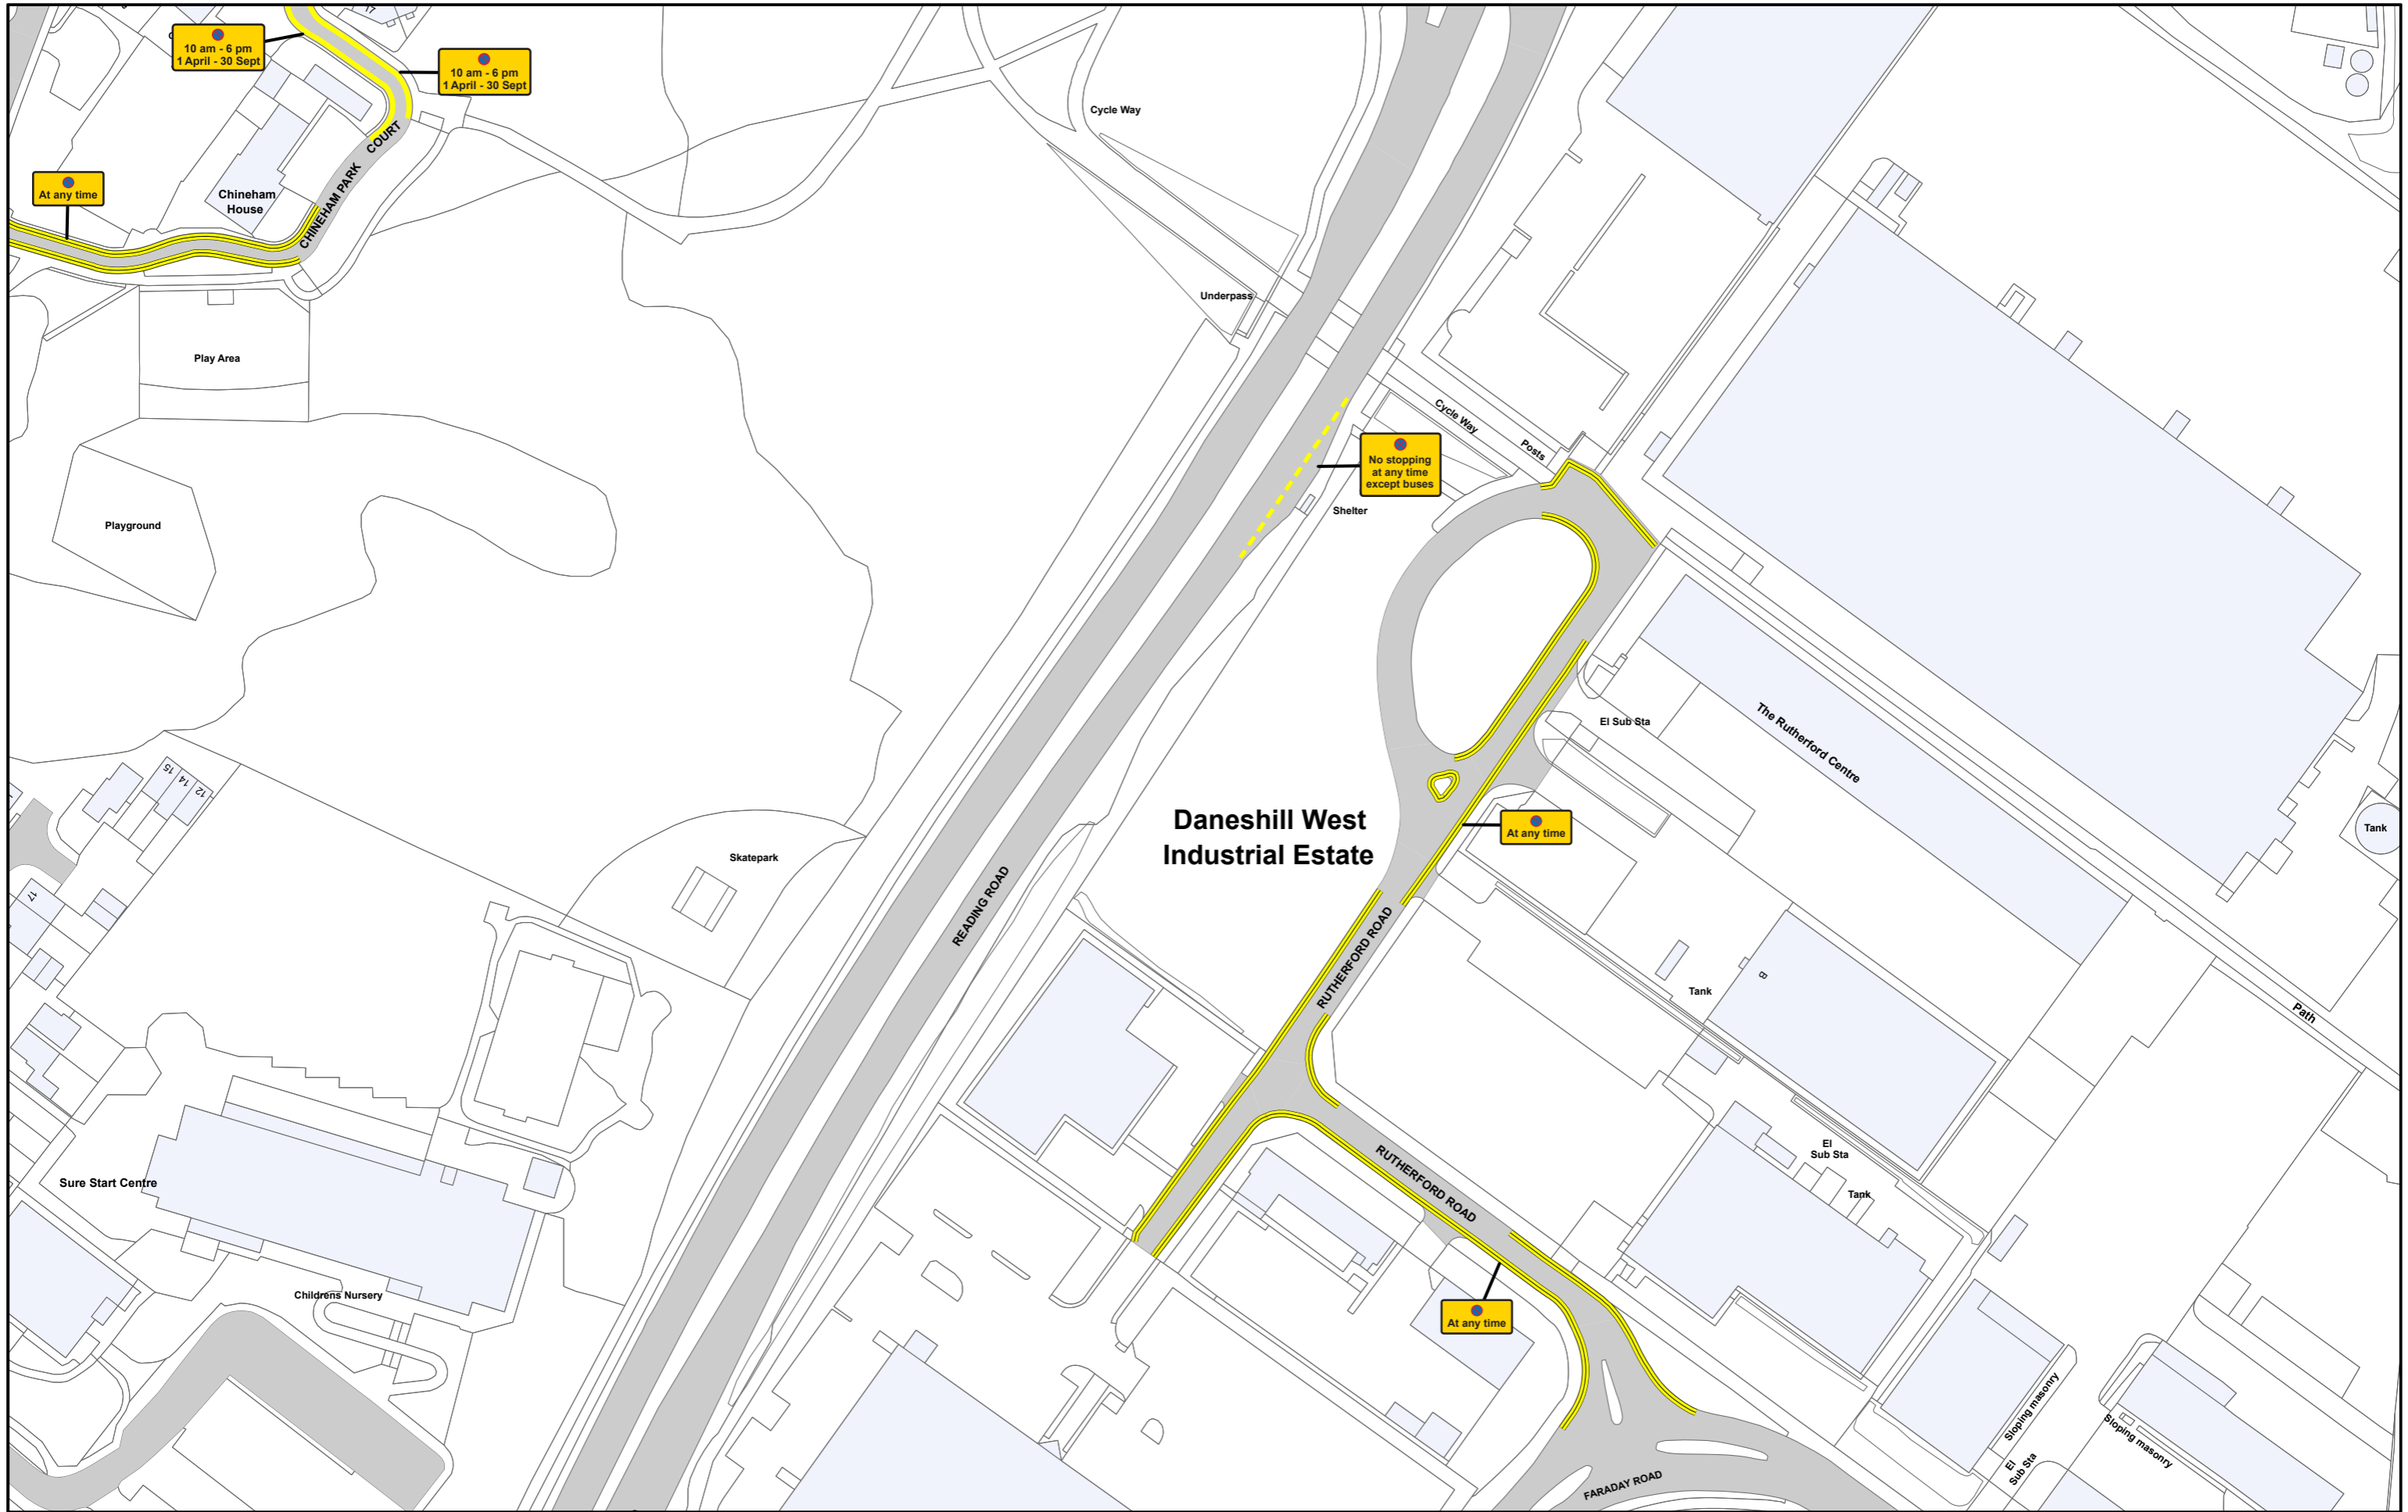 17
10 am - 6 pm
1 April - 30 Sept
10 am - 6 pm
1 April - 30 Sept
At any time
Chineham
House
CHINEHAM PARK COURT
Cycle Way
Underpass
Play Area
Playground
Cycle Way
Posts
No stopping
at any time
except buses
Shelter
El Sub Sta
The Rutherford Centre
15
14
12
17
Skatepark
Daneshill West
Industrial Estate
At any time
Tank
READING ROAD
RUTHERFORD ROAD
8
Tank
Path
El
Sub Sta
Tank
RUTHERFORD ROAD
Sure Start Centre
Childrens Nursery
At any time
Sloping masonry
Sloping masonry
El
Sub Sta
FARADAY ROAD